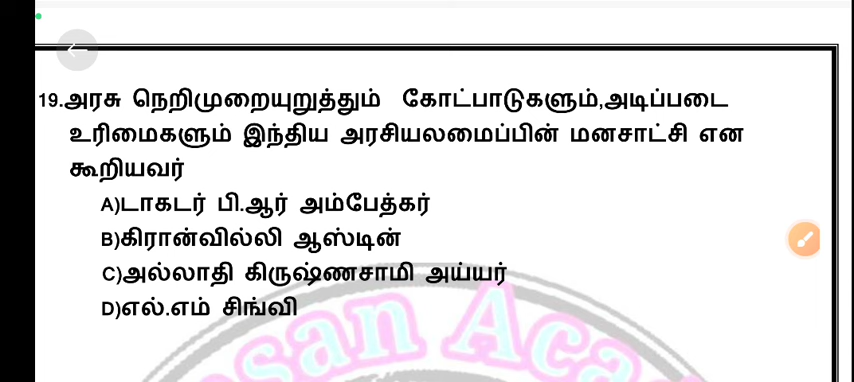 19.அரசு நெறிமுறையுறுத்தும் கோட்பாடுகளும்,அடிப்படை
உரிமைகளும் இந்திய அரசியலமைப்பின் மனசாட்சி என
கூறியவர்
A)டாகடர் பி.ஆர் அம்பேத்கர்
B)கிரான்வில்லி ஆஸ்டின்
C)அல்லாதி கிருஷ்ணசாமி அய்யர்
D)எல்.எம் சிங்வி